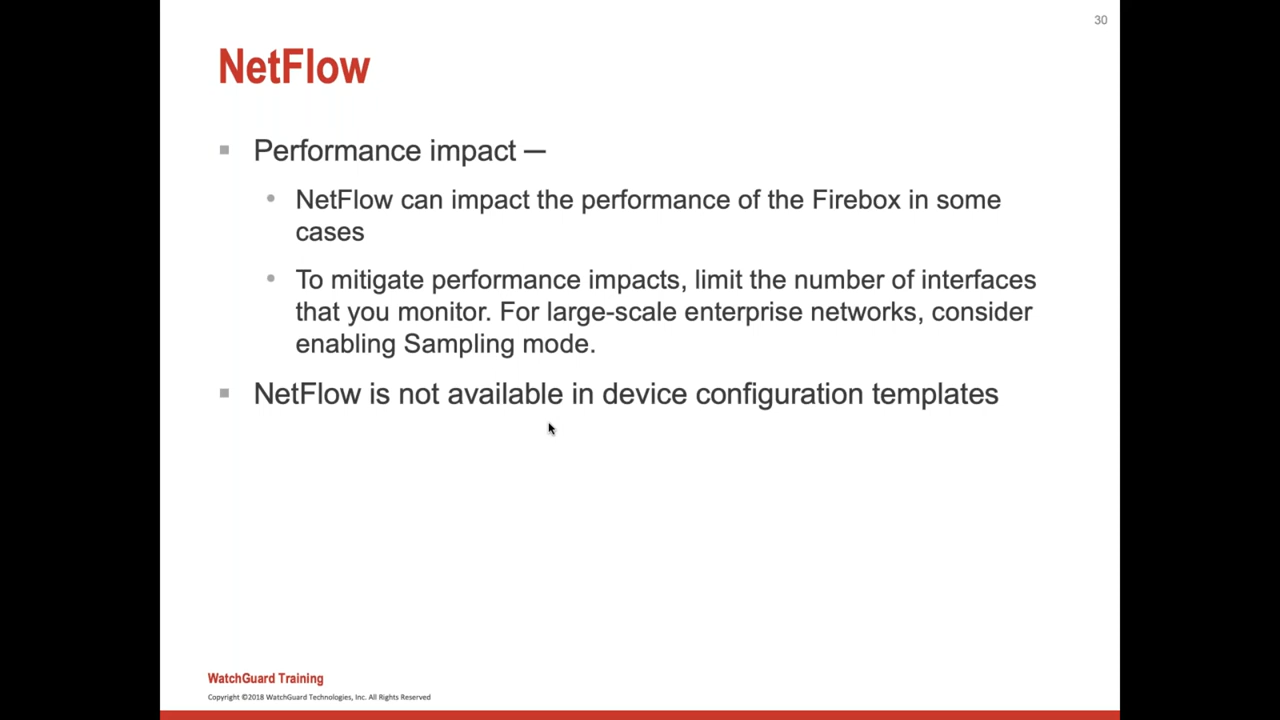 30
NetFlow
Performance impact —
NetFlow can impact the performance of the Firebox in some
cases
To mitigate performance impacts, limit the number of interfaces
that you monitor. For large-scale enterprise networks, consider
enabling Sampling mode.
NetFlow is not available in device configuration templates
WatchGuard Training
Copyright ©2018 WatchGuard Technologies, Inc. All Rights Reserved